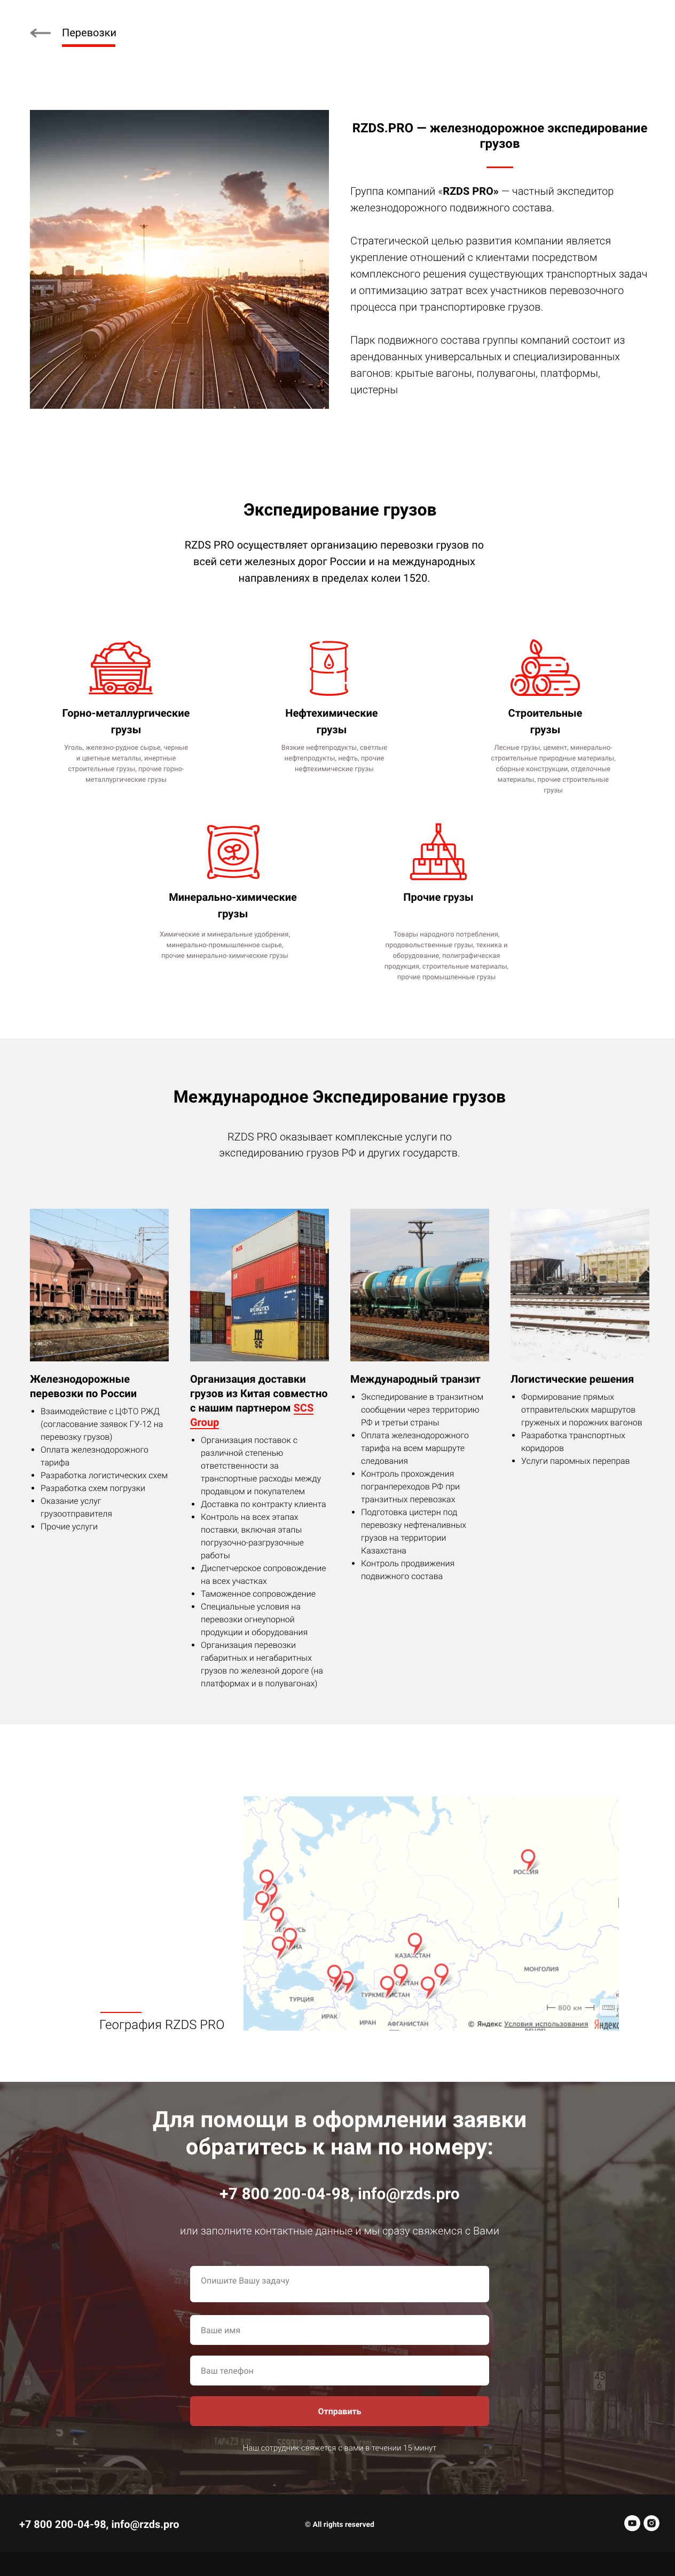 Перевозки
RZDS.PRO — железнодорожное экспедирование
грузов
Группа компаний «RZDS PRO» — частный экспедитор
железнодорожного подвижного состава.
Стратегической целью развития компании является
укрепление отношений с клиентами посредством
комплексного решения существующих транспортных задач
и оптимизацию затрат всех участников перевозочного
процесса при транспортировке грузов.
Парк подвижного состава группы компаний состоит из
арендованных универсальных и специализированных
вагонов: крытые вагоны, полувагоны, платформы,
цистерны
Экспедирование грузов
RZDS PRO осуществляет организацию перевозки грузов по
всей сети железных дорог России и на международных
направлениях в пределах колеи 1520.
Горно-металлургические
грузы
Уголь, железно-рудное сырье, черные
и цветные металлы, инертные
строительные грузы, прочие горно-
металлургические грузы
Нефтехимические
грузы
Вязкие нефтепродукты, светлые
нефтепродукты, нефть, прочие
нефтехимические грузы
Строительные
грузы
Лесные грузы, цемент, минерально-
строительные природные материалы,
сборные конструкции, отделочные
материалы, прочие строительные
грузы
Минерально-химические
грузы
Химические и минеральные удобрения,
минерально-промышленное сырье,
прочие минерально-химические грузы
Прочие грузы
Товары народного потребления,
продовольственные грузы, техника и
оборудование, полиграфическая
продукция, строительные материалы,
прочие промышленные грузы
Международное Экспедирование грузов
RZDS PRO оказывает комплексные услуги по
экспедированию грузов РФ и других государств.
Железнодорожные
перевозки по России
Взаимодействие с ЦФТО РЖД
(согласование заявок ГУ-12 на
перевозку грузов)
Оплата железнодорожного
тарифа
Разработка логистических схем
Разработка схем погрузки
Оказание услуг
грузоотправителя
Прочие услуги
Организация доставки
грузов из Китая совместно
с нашим партнером SCS
Group
Организация поставок с
различной степенью
ответственности за
транспортные расходы между
продавцом и покупателем
Доставка по контракту клиента
Контроль на всех этапах
поставки, включая этапы
погрузочно-разгрузочные
работы
Диспетчерское сопровождение
на всех участках
Таможенное сопровождение
Специальные условия на
перевозки огнеупорной
продукции и оборудования
Организация перевозки
габаритных и негабаритных
грузов по железной дороге (на
платформах и в полувагонах)
Международный транзит
Экспедирование в транзитном
сообщении через территорию
РФ и третьи страны
Оплата железнодорожного
тарифа на всем маршруте
следования
Контроль прохождения
погранпереходов РФ при
транзитных перевозках
Подготовка цистерн под
перевозку нефтеналивных
грузов на территории
Казахстана
Контроль продвижения
подвижного состава
Логистические решения
Формирование прямых
отправительских маршрутов
груженых и порожних вагонов
Разработка транспортных
коридоров
Услуги паромных переправ
РОССИЯ
МОНГОЛИЯ
ТУРЦИЯ
ИРАК
ИРАН
АФГАНИСТАН
800 км
© Яндекс Условия использования
География RZDS PRO
Для помощи в оформлении заявки
обратитесь к нам по номеру:
+7 800 200-04-98, info@rzds.pro
или заполните контактные данные и мы сразу свяжемся с Вами
Опишите Вашу задачу
Ваше имя
Ваш телефон
Отправить
Наш сотрудник свяжется с вами в течении 15 минут
+7 800 200-04-98, info@rzds.pro
© All rights reserved